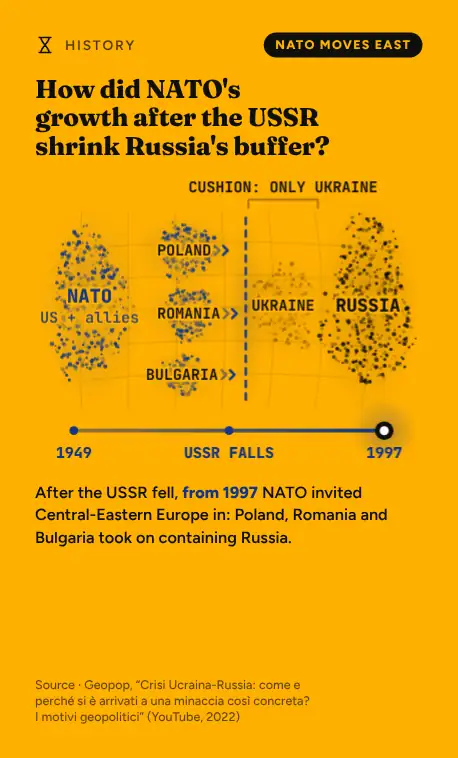 HISTORY
NATO MOVES EAST
How did NATO's
growth after the USSR
shrink Russia's buffer?
CUSHION: ONLY UKRAINE
POLAND
NATO
US + allies
ROMANIA
UKRAINE
RUSSIA
BULGARIA
1949
USSR FALLS
1997
After the USSR fell, from 1997 NATO invited
Central-Eastern Europe in: Poland, Romania and
Bulgaria took on containing Russia.
Source · Geopop, “Crisi Ucraina-Russia: come e
perché si è arrivati a una minaccia così concreta?
I motivi geopolitici” (YouTube, 2022)